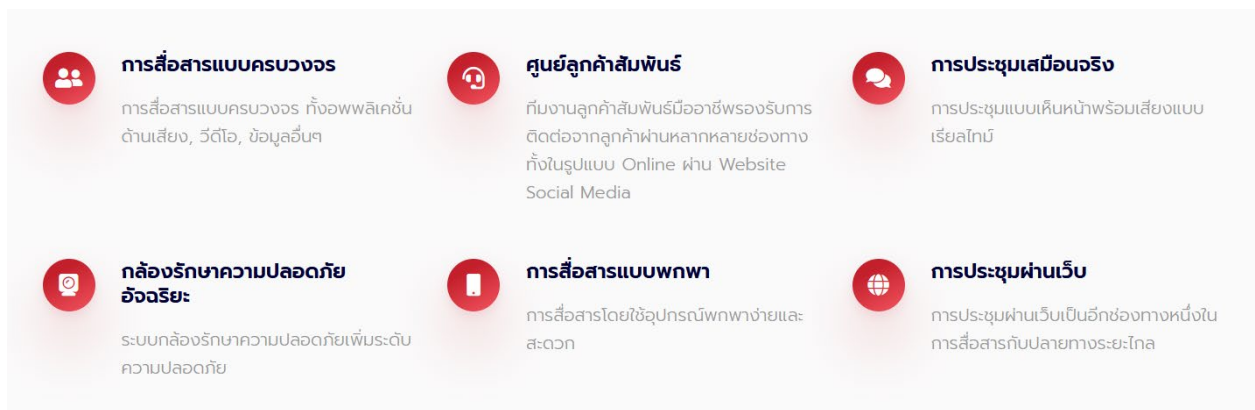 การสื่อสารแบบครบวงจร
การสื่อสารแบบครบวงจร ทั้งอพพลิเคชั่น
ด้านเสียง, วีดีโอ, ข้อมูลอื่นๆ
ศูนย์ลูกค้าสัมพันธ์
ทีมงานลูกค้าสัมพันธ์มืออาชีพรองรับการ
ติดต่อจากลูกค้าผ่านหลากหลายช่องทาง
ทั้งในรูปแบบ Online ผ่าน Website
Social Media
การประชุมเสมือนจริง
การประชุมแบบเห็นหน้าพร้อมเสียงแบบ
เรียลไทม์
กล้องรักษาความปลอดภัย
อัจฉริยะ
ระบบกล้องรักษาความปลอดภัยเพิ่มระดับ
ความปลอดภัย
การสื่อสารแบบพกพา
การสื่อสารโดยใช้อุปกรณ์พกพาง่ายและ
สะดวก
การประชุมผ่านเว็บ
การประชุมผ่านเว็บเป็นอีกช่องทางหนึ่งใน
การสื่อสารกับปลายทางระยะไกล